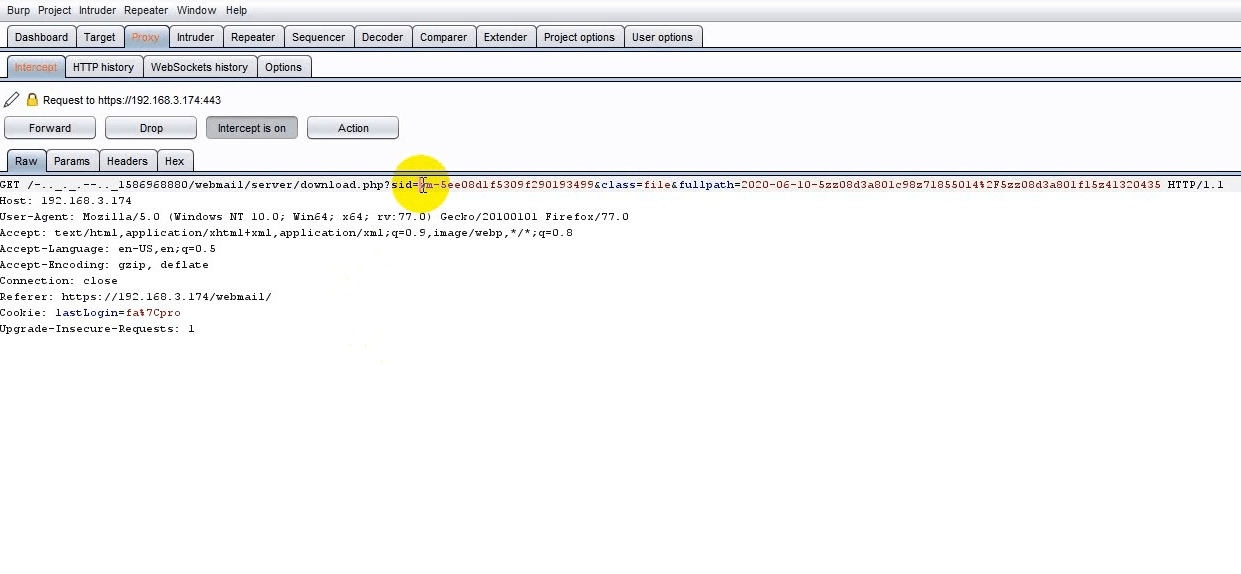 Burp Project Intruder Repeater Window Help
Dashboard Target Proxy Intruder Repeater Sequencer Decoder Comparer Extender Project options User options
Intercept HTTP history WebSockets history Options
Request to https://192.168.3.174:443
Forward Drop Intercept is on Action
Raw Params Headers Hex
GET /-.._._.--.._1586968880/webmail/server/download.php?sid=wm-5ee08d1f5309f290193499&class=file&fullpath=2020-06-10-5zz08d3a801c98z71855014%2F5zz08d3a801f15z41320435 HTTP/1.1
Host: 192.168.3.174
User-Agent: Mozilla/5.0 (Windows NT 10.0; Win64; x64; rv:77.0) Gecko/20100101 Firefox/77.0
Accept: text/html,application/xhtml+xml,application/xml;q=0.9,image/webp,*/*;q=0.8
Accept-Language: en-US,en;q=0.5
Accept-Encoding: gzip, deflate
Connection: close
Referer: https://192.168.3.174/webmail/
Cookie: lastLogin=fa%7Cpro
Upgrade-Insecure-Requests: 1